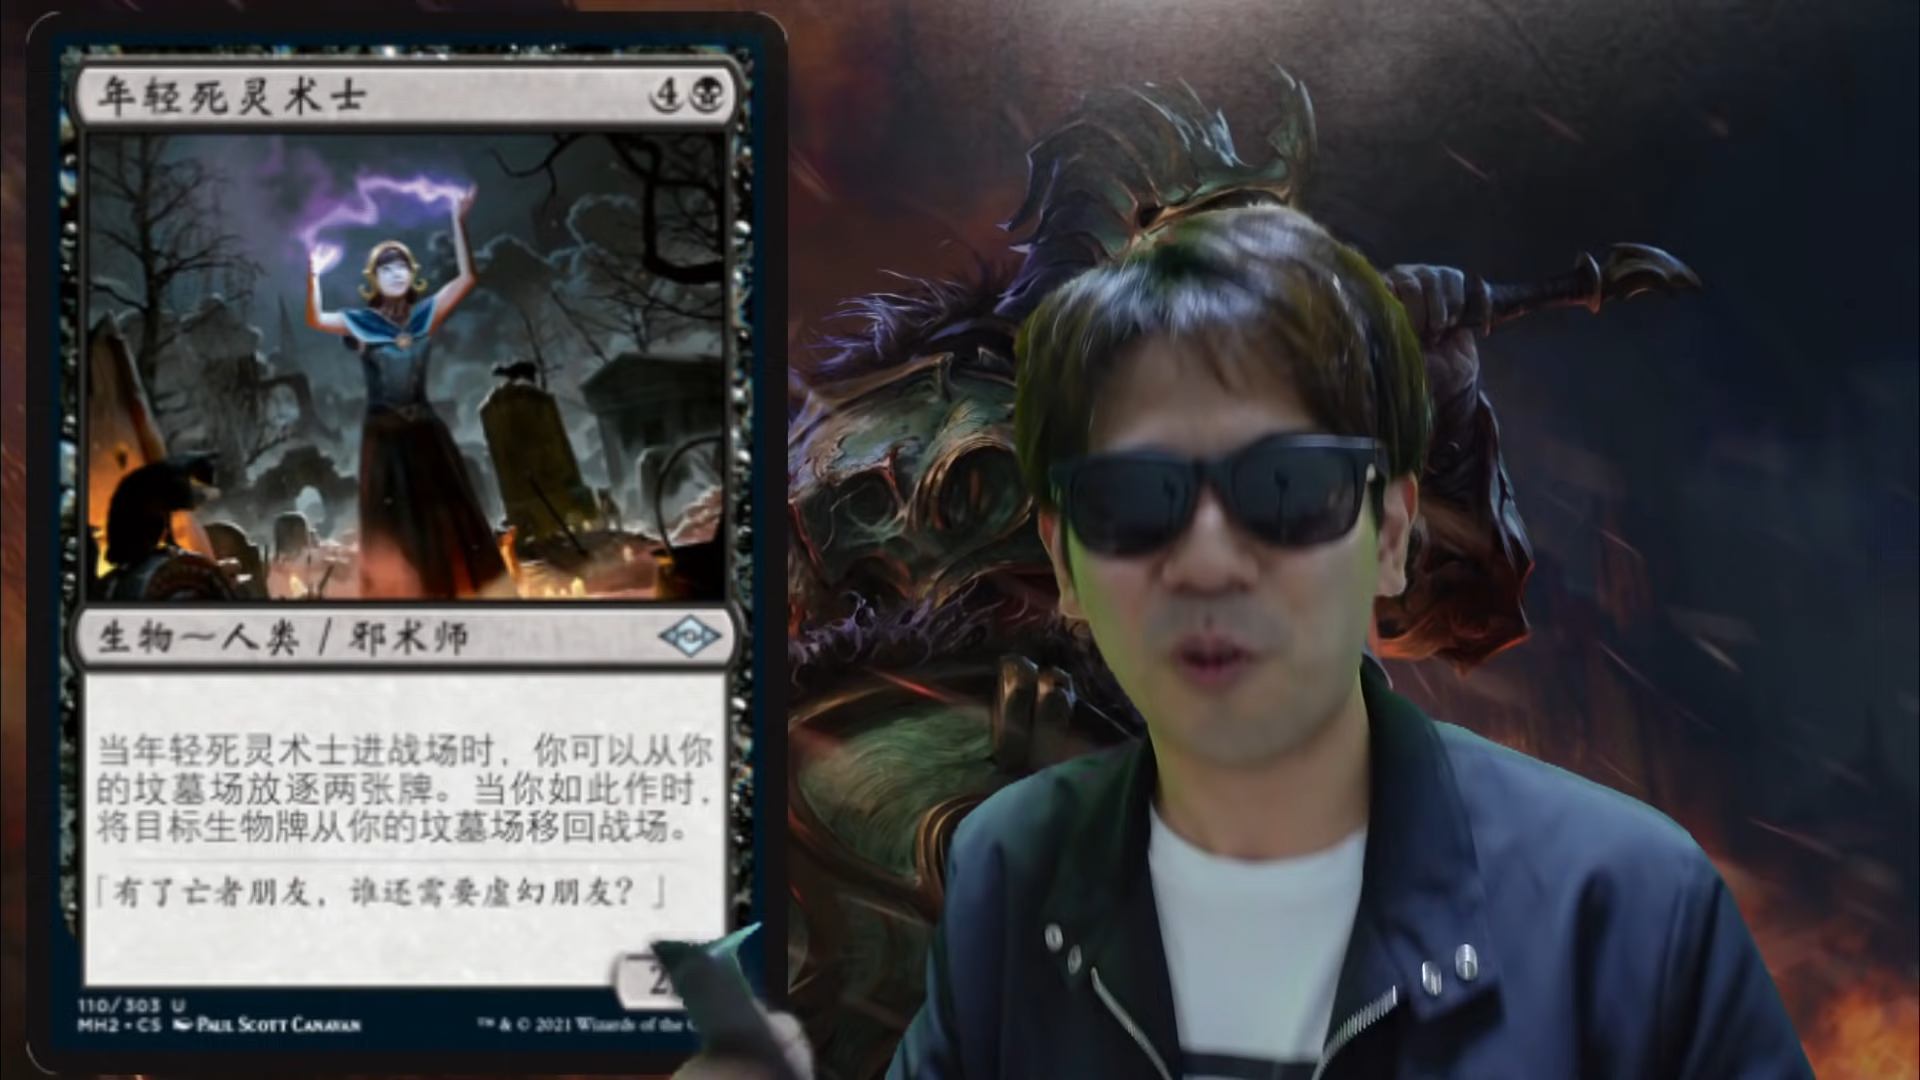 年轻死灵术士 4
生物～人类 / 邪术师
当年轻死灵术士进战场时，你可以从你
的坟墓场放逐两张牌。当你如此作时，
将目标生物牌从你的坟墓场移回战场。
「有了亡者朋友，谁还需要虚幻朋友？」
2
110/303 U
MH2 • CS PAUL SCOTT CANAVAN
™ & © 2021 Wizards of the